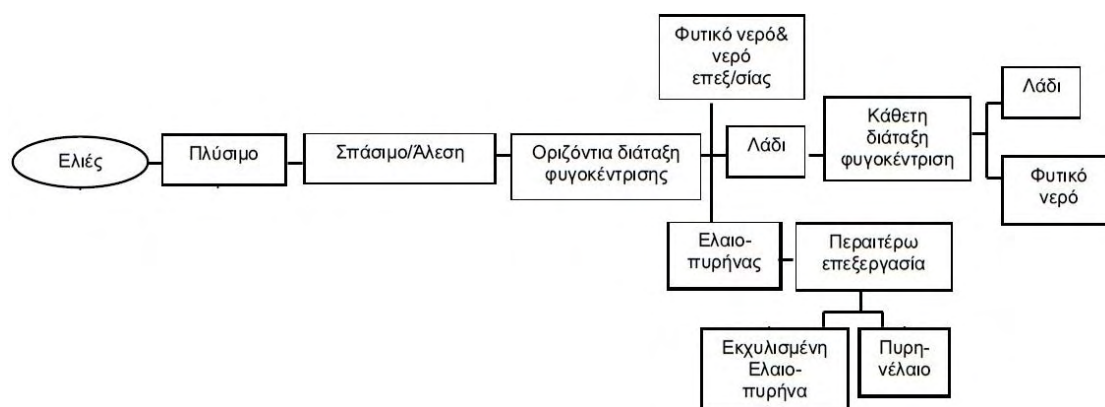 Ελιές
Πλύσιμο
Σπάσιμο/Άλεση
Οριζόντια διάταξη
φυγοκέντρισης
Φυτικό νερό&
νερό
επεξ/σίας
Λάδι
Ελαιο-
πυρήνας
Κάθετη
διάταξη
φυγοκέντριση
Λάδι
Φυτικό
νερό
Περαιτέρω
επεξεργασία
Εκχυλισμένη
Ελαιο-
πυρήνα
Πυρη-
νέλαιο